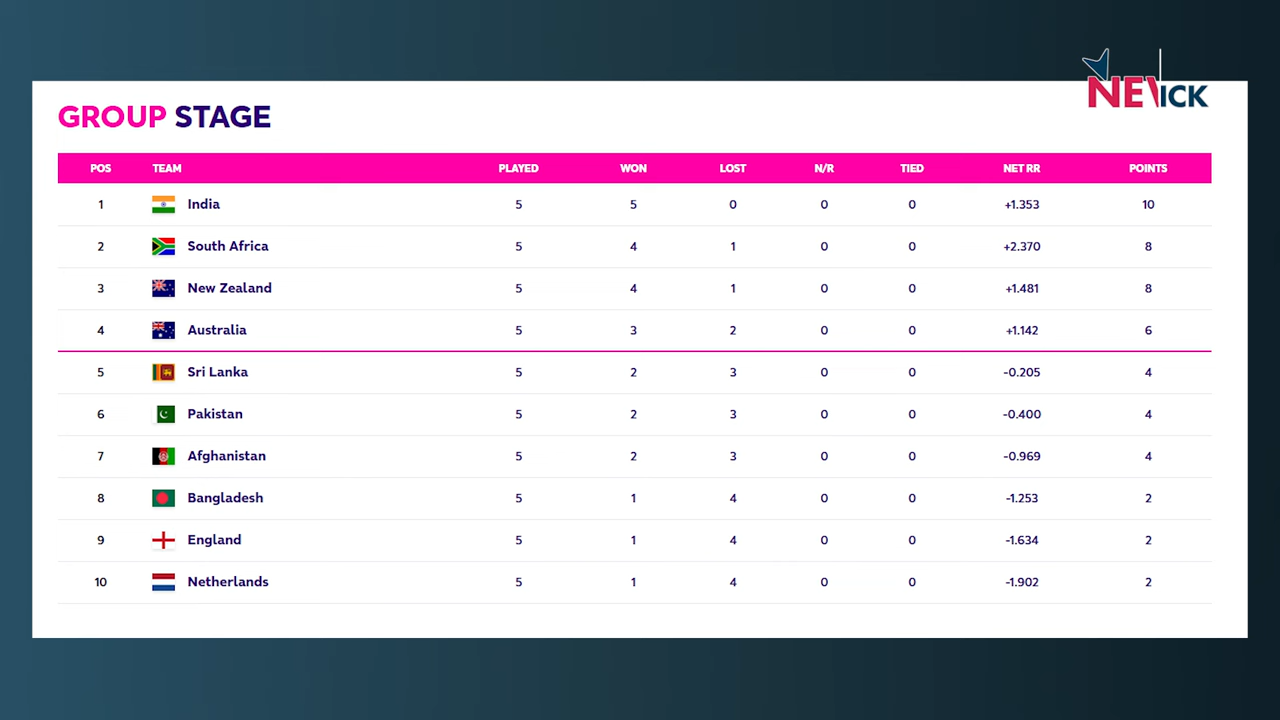 NEWICK
GROUP STAGE
POS TEAM PLAYED WON LOST N/R TIED NET RR POINTS
1 India 5 5 0 0 0 +1.353 10
2 South Africa 5 4 1 0 0 +2.370 8
3 New Zealand 5 4 1 0 0 +1.481 8
4 Australia 5 3 2 0 0 +1.142 6
5 Sri Lanka 5 2 3 0 0 -0.205 4
6 Pakistan 5 2 3 0 0 -0.400 4
7 Afghanistan 5 2 3 0 0 -0.969 4
8 Bangladesh 5 1 4 0 0 -1.253 2
9 England 5 1 4 0 0 -1.634 2
10 Netherlands 5 1 4 0 0 -1.902 2